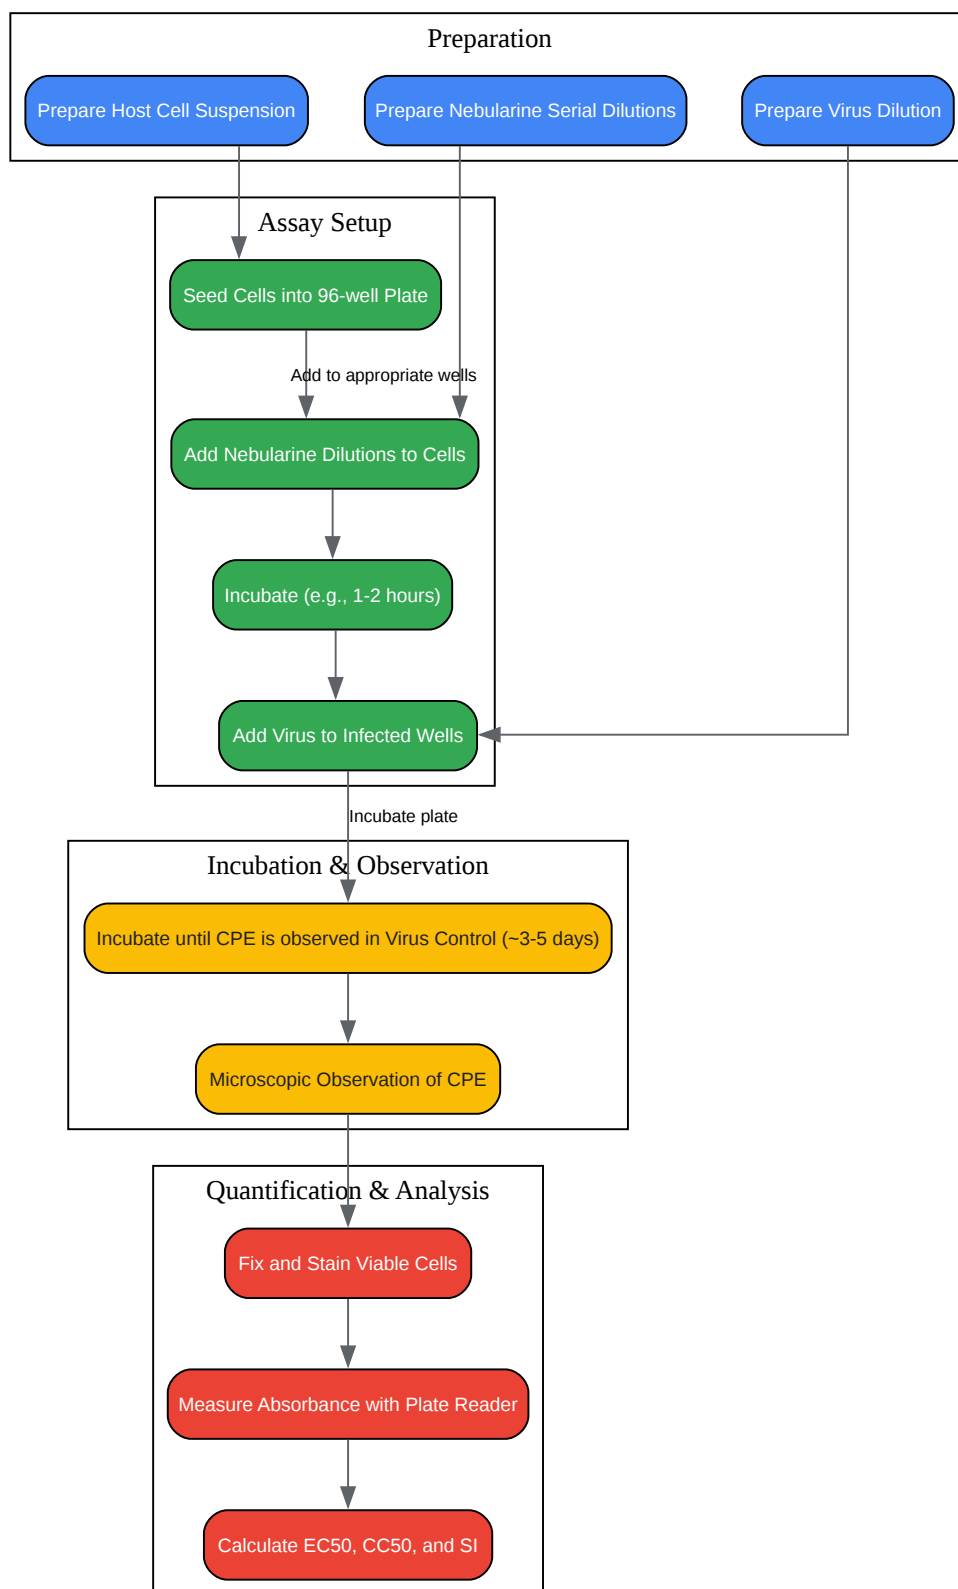 Preparation
Prepare Host Cell Suspension
Prepare Nebularine Serial Dilutions
Prepare Virus Dilution
Assay Setup
Seed Cells into 96-well Plate
Add to appropriate wells
Add Nebularine Dilutions to Cells
Incubate (e.g., 1-2 hours)
Add Virus to Infected Wells
Incubate plate
Incubation & Observation
Incubate until CPE is observed in Virus Control (~3-5 days)
Microscopic Observation of CPE
Quantification & Analysis
Fix and Stain Viable Cells
Measure Absorbance with Plate Reader
Calculate EC50, CC50, and SI